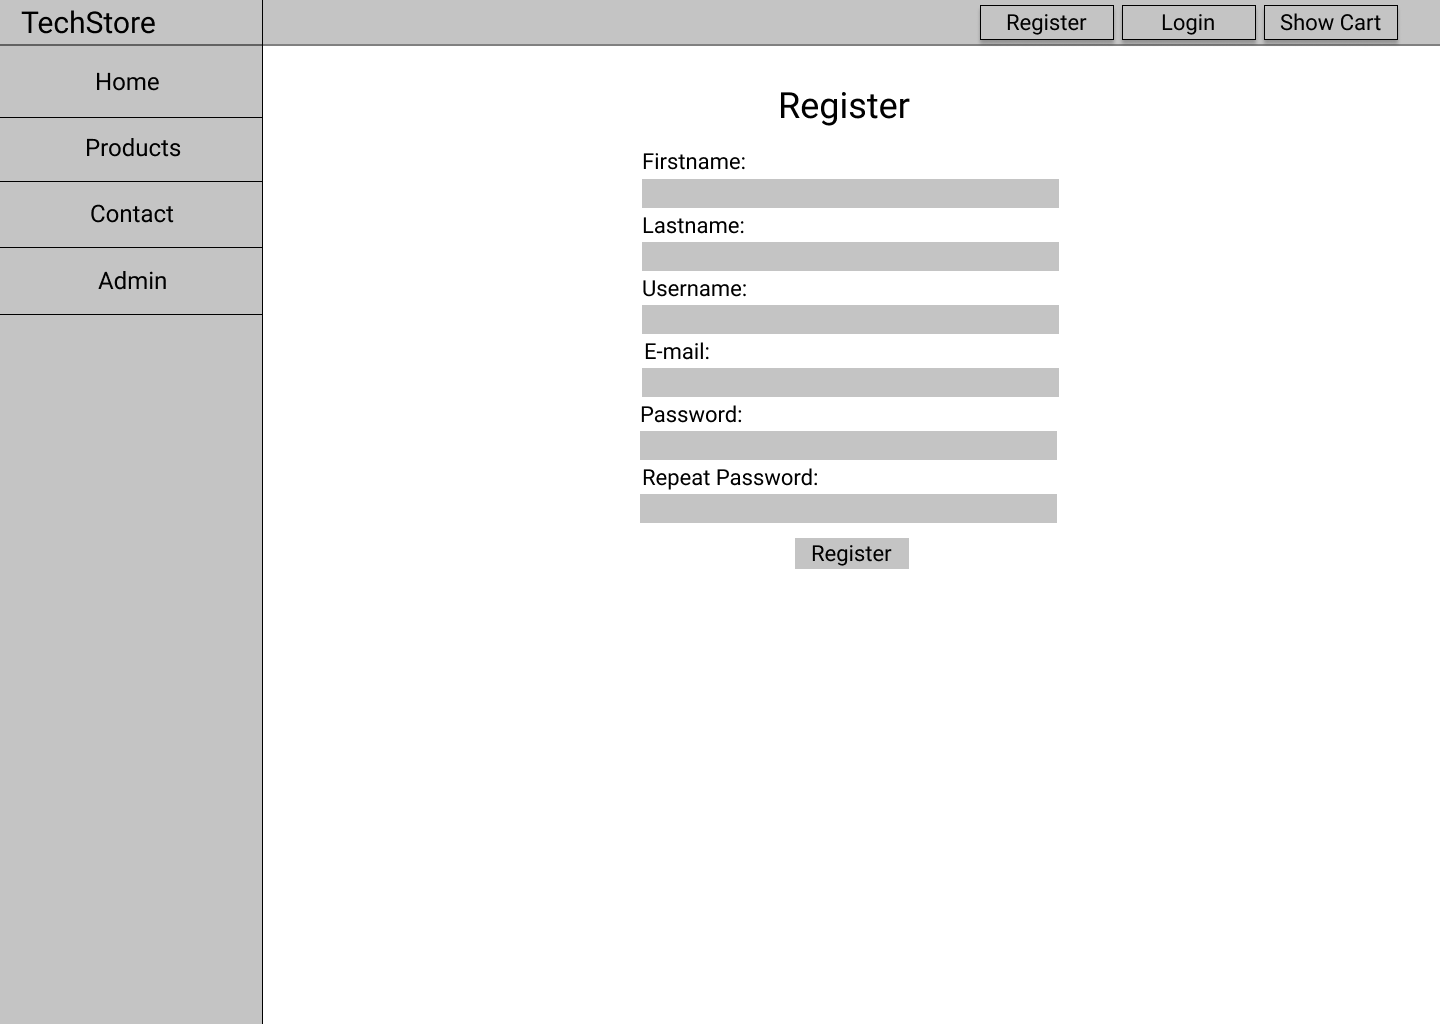 TechStore
Register
Login
Show Cart
Home
Products
Contact
Admin
Register
Firstname:
Lastname:
Username:
E-mail:
Password:
Repeat Password:
Register